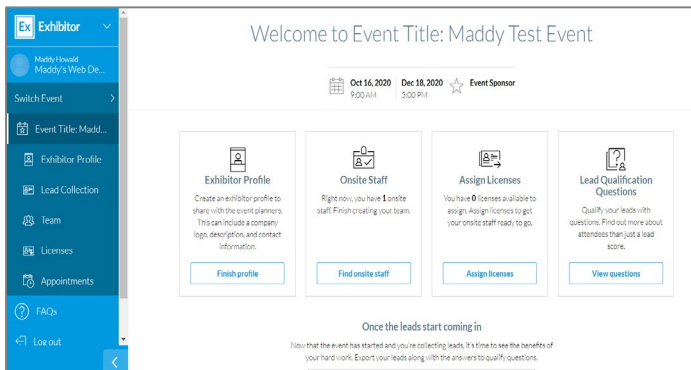 Ex Exhibitor
Maddy Howald
Maddy's Web De...
Switch Event
Event Title: Madd...
Exhibitor Profile
Lead Collection
Team
Licenses
Appointments
FAQs
Log out
Welcome to Event Title: Maddy Test Event
Oct 16, 2020 Dec 18, 2020 Event Sponsor
9:00 AM 5:00 PM
Exhibitor Profile
Create an exhibitor profile to
share with the event planners.
This can include a company
logo, description, and contact
information.
Finish profile
Onsite Staff
Right now, you have 1 onsite
staff. Finish creating your team.
Find onsite staff
Assign Licenses
You have 0 licenses available to
assign. Assign licenses to get
your onsite staff ready to go.
Assign licenses
Lead Qualification
Questions
Qualify your leads with
questions. Find out more about
attendees than just a lead
score.
View questions
Once the leads start coming in
Now that the event has started and you're collecting leads, it's time to see the benefits of
your hard work. Export your leads along with the answers to qualify questions.